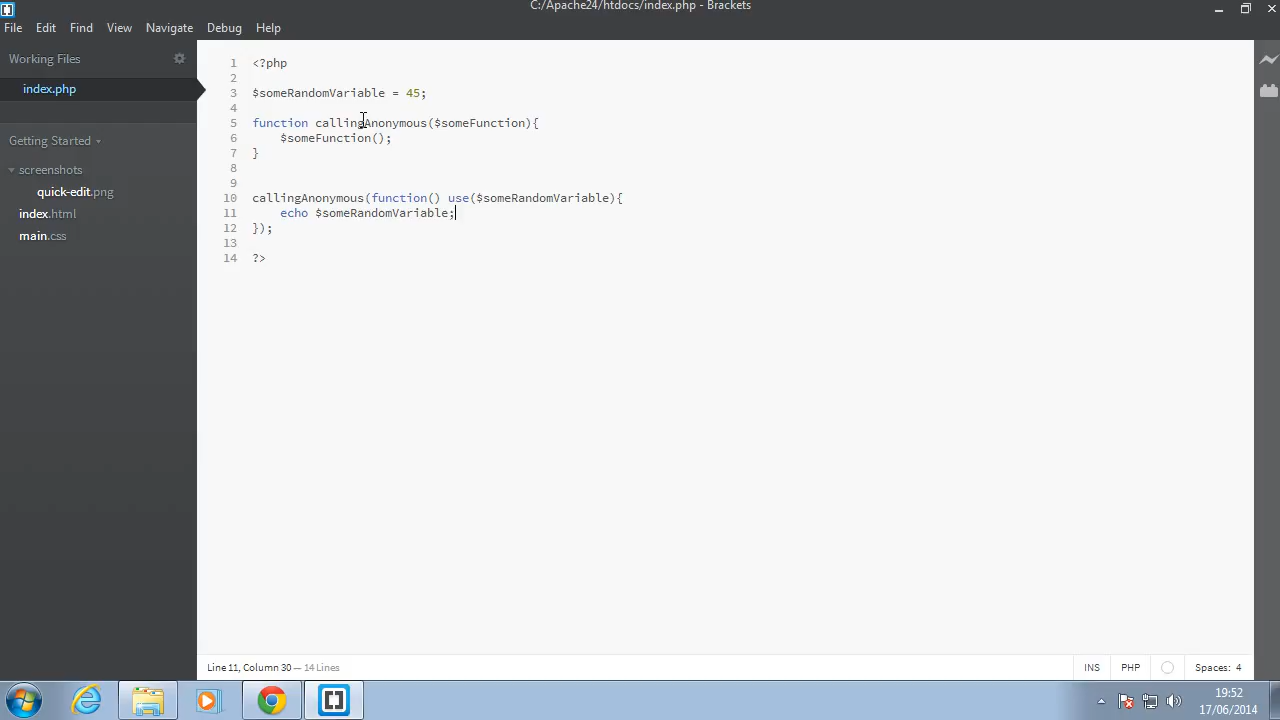 C:/Apache24/htdocs/index.php - Brackets
File Edit Find View Navigate Debug Help
Working Files
index.php
Getting Started
screenshots
quick-edit.png
index.html
main.css
1 <?php
2
3 $someRandomVariable = 45;
4
5 function callingAnonymous($someFunction){
6 $someFunction();
7 }
8
9
10 callingAnonymous(function() use($someRandomVariable){
11 echo $someRandomVariable;
12 });
13
14 ?>
Line 11, Column 30 — 14 Lines
INS PHP Spaces: 4
19:52
17/06/2014